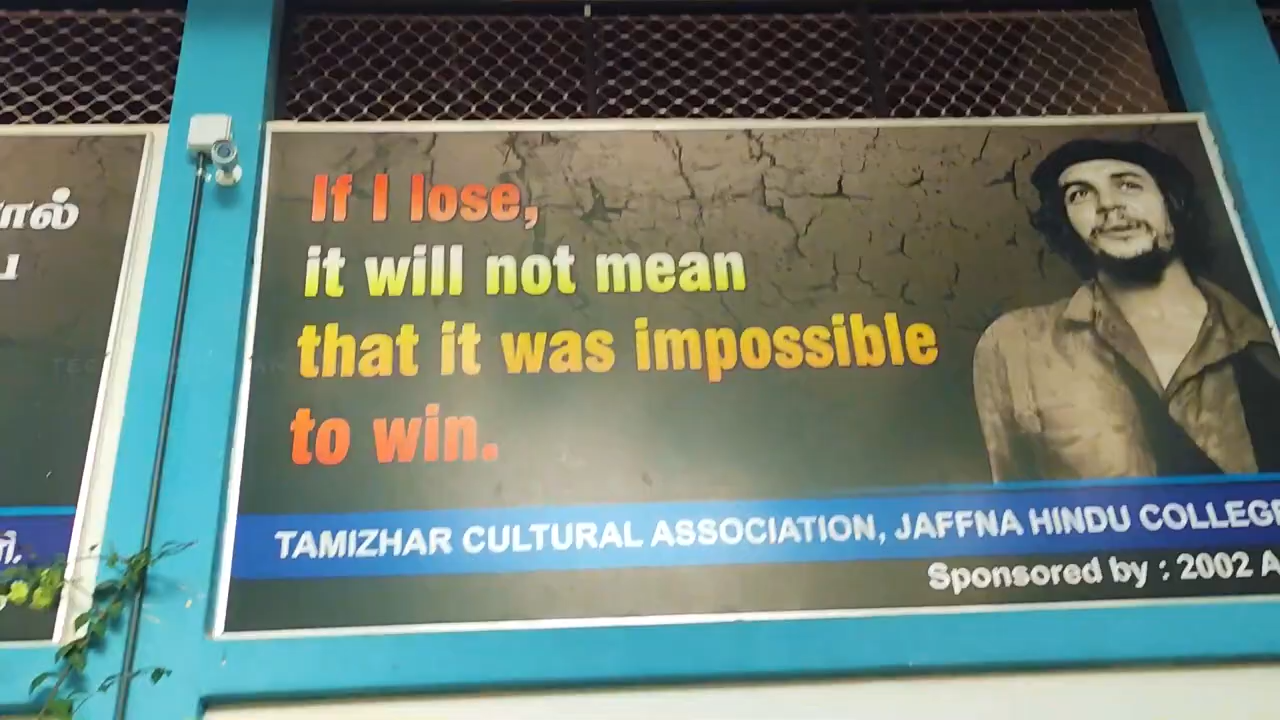 If I lose,
it will not mean
that it was impossible
to win.
TAMIZHAR CULTURAL ASSOCIATION, JAFFNA HINDU COLLEGE
Sponsored by : 2002 A